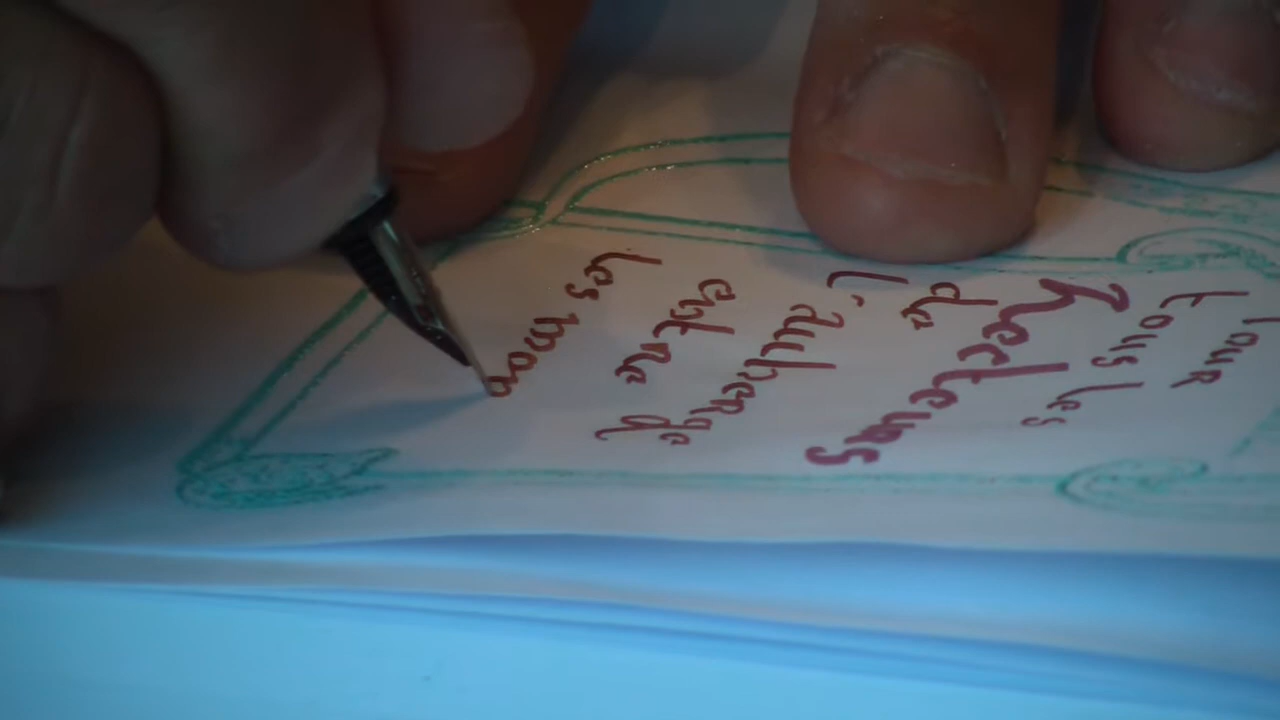 Pour
tous les
lecteurs
de
l'auberge
entre d
les mon